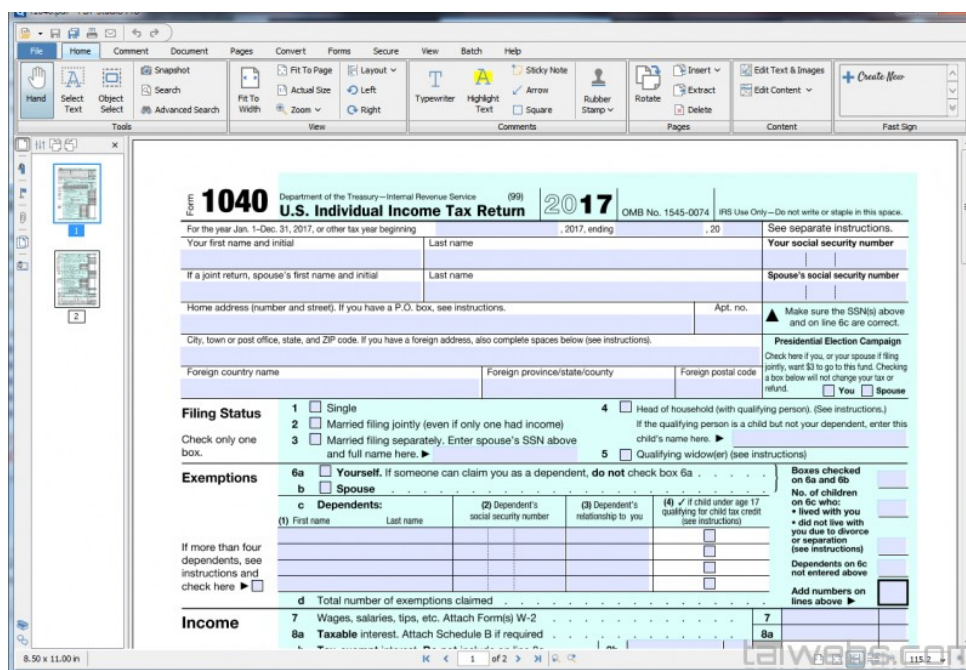 File Home Comment Document Pages Convert Forms Secure View Batch Help
Hand
Select Text
Object Select
Snapshot
Search
Advanced Search
Tools
Fit To Width
Fit To Page
Actual Size
Zoom
Layout
Left
Right
View
Typewriter
Highlight Text
Sticky Note
Arrow
Square
Rubber Stamp
Comments
Rotate
Insert
Extract
Delete
Pages
Edit Text & Images
Edit Content
Content
Create New
Fast Sign
1
2
Form 1040
Department of the Treasury—Internal Revenue Service (99)
U.S. Individual Income Tax Return
2017
OMB No. 1545-0074
IRS Use Only—Do not write or staple in this space.
For the year Jan. 1–Dec. 31, 2017, or other tax year beginning , 2017, ending , 20
See separate instructions.
Your first name and initial
Last name
Your social security number
If a joint return, spouse's first name and initial
Last name
Spouse's social security number
Home address (number and street). If you have a P.O. box, see instructions.
Apt. no.
▲ Make sure the SSN(s) above
and on line 6c are correct.
City, town or post office, state, and ZIP code. If you have a foreign address, also complete spaces below (see instructions).
Presidential Election Campaign
Check here if you, or your spouse if filing
jointly, want $3 to go to this fund. Checking
a box below will not change your tax or
refund. You Spouse
Foreign country name
Foreign province/state/county
Foreign postal code
Filing Status
Check only one
box.
1 Single
2 Married filing jointly (even if only one had income)
3 Married filing separately. Enter spouse's SSN above
and full name here. ▶
4 Head of household (with qualifying person). (See instructions.)
If the qualifying person is a child but not your dependent, enter this
child's name here. ▶
5 Qualifying widow(er) (see instructions)
Exemptions
6a Yourself. If someone can claim you as a dependent, do not check box 6a . . . . .
b Spouse
c Dependents:
(1) First name Last name
(2) Dependent's
social security number
(3) Dependent's
relationship to you
(4) ✓ if child under age 17
qualifying for child tax credit
(see instructions)
If more than four
dependents, see
instructions and
check here ▶
d Total number of exemptions claimed
Boxes checked
on 6a and 6b
No. of children
on 6c who:
• lived with you
• did not live with
you due to divorce
or separation
(see instructions)
Dependents on 6c
not entered above
Add numbers on
lines above ▶
Income
7 Wages, salaries, tips, etc. Attach Form(s) W-2 7
8a Taxable interest. Attach Schedule B if required 8a
8.50 x 11.00 in
1 of 2
115.2
taiwebs.com